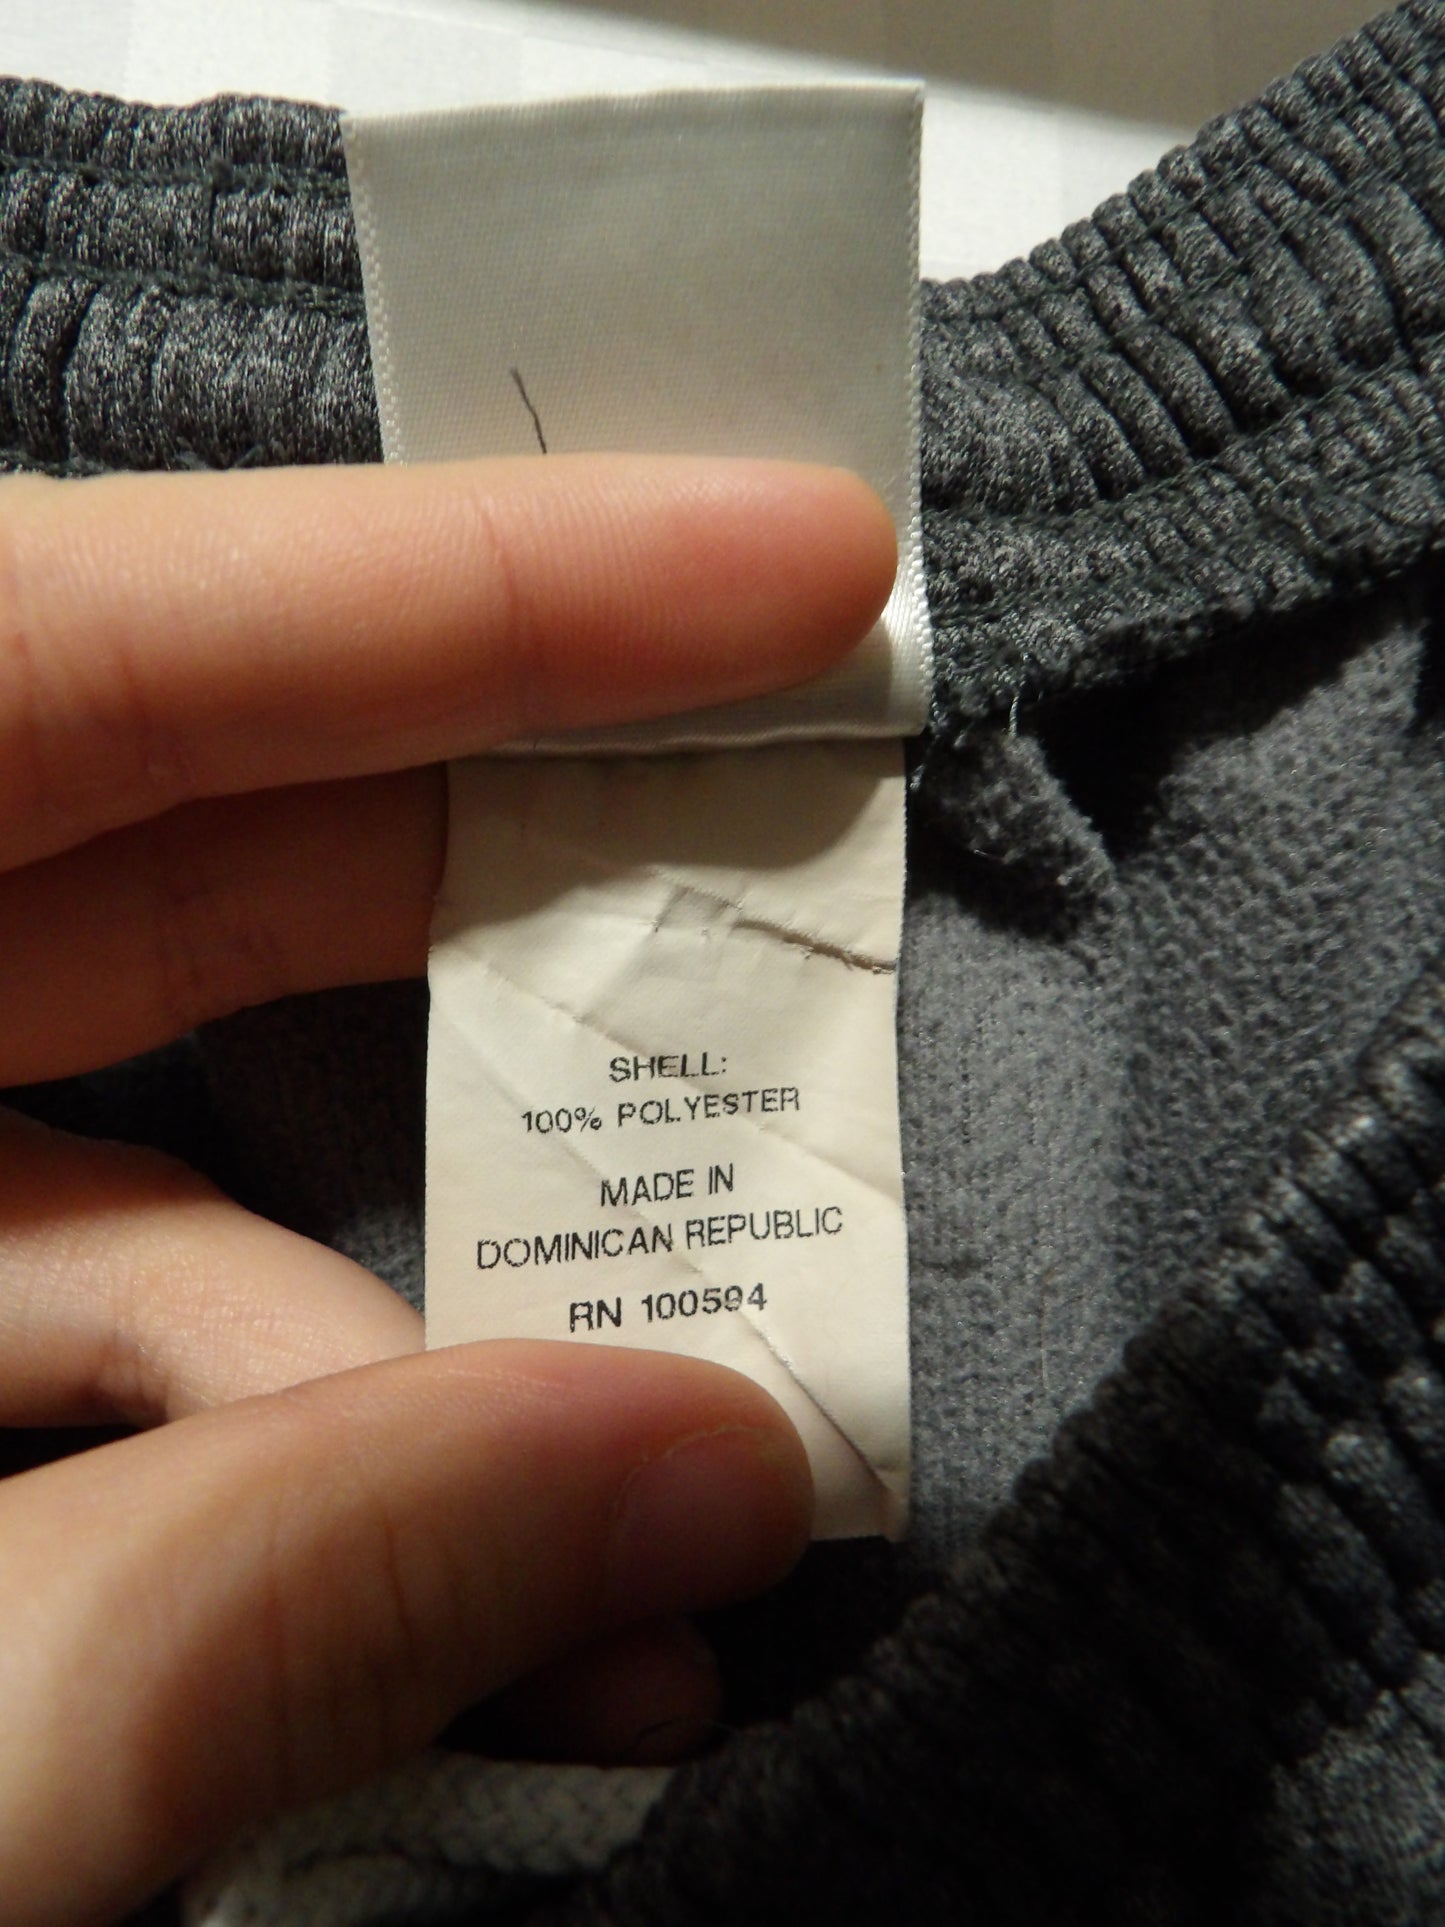 SHELL:
100% POLYESTER
MADE IN
DOMINICAN REPUBLIC
RN 100594